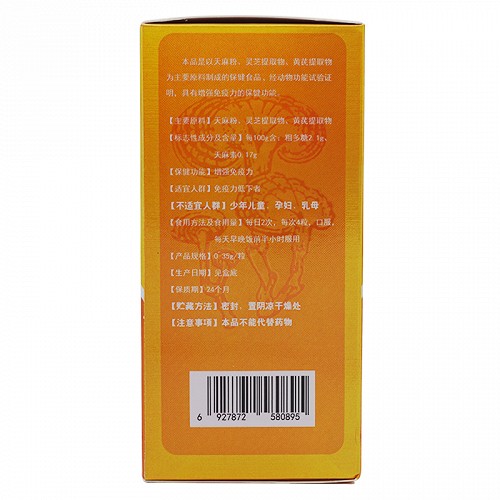 本品是以天麻粉、灵芝提取物、黄芪提取物
为主要原料制成的保健食品，经动物功能试验证
明，具有增强免疫力的保健功能。
【主要原料】天麻粉、灵芝提取物、黄芪提取物
【标志性成分及含量】每100g含：粗多糖2.1g、
天麻素0.17g
【保健功能】增强免疫力
【适宜人群】免疫力低下者
【不适宜人群】少年儿童、孕妇、乳母
【食用方法及食用量】每日2次，每次4粒，口服，
每天早晚饭前半小时服用
【产品规格】0.35g/粒
【生产日期】见盒底
【保质期】24个月
【贮藏方法】密封、置阴凉干燥处
【注意事项】本品不能代替药物
6 927872 580895